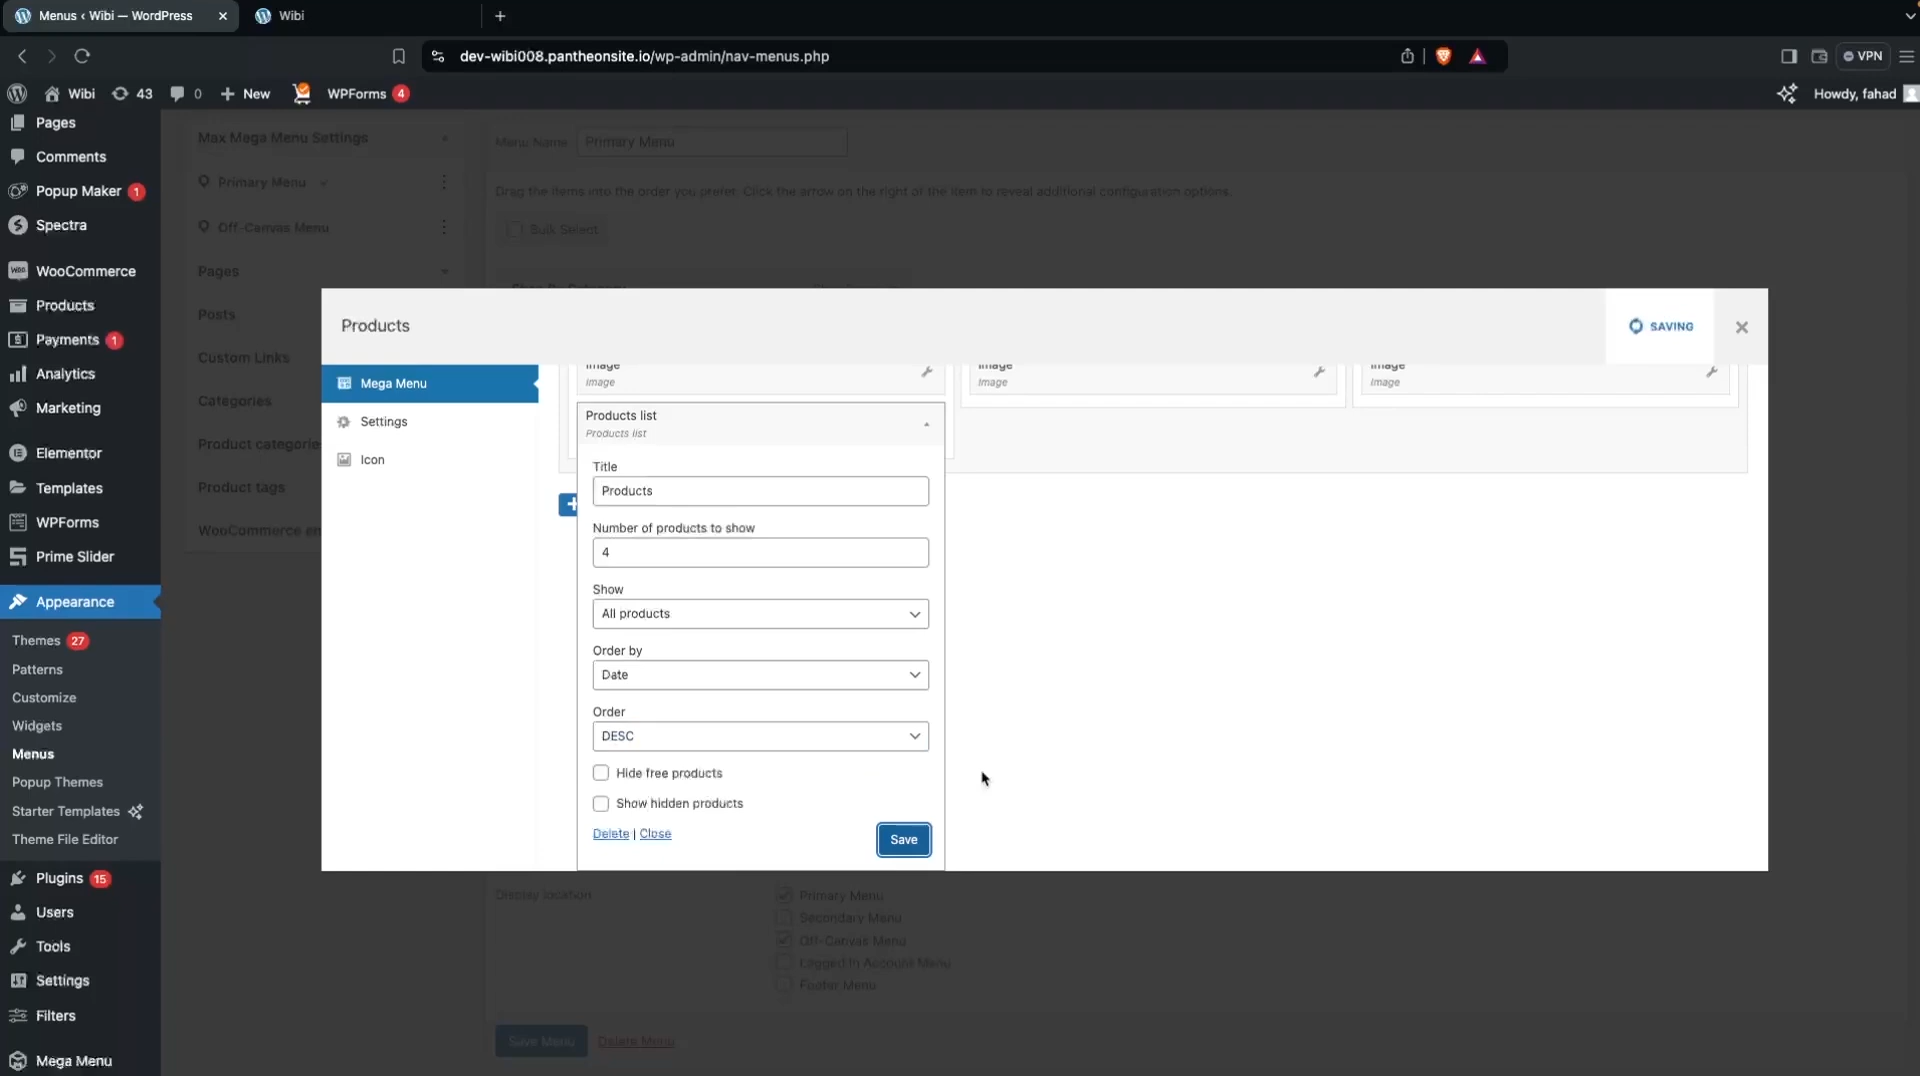 Menus ‹ Wibi — WordPress
Wibi
dev-wibi008.pantheonsite.io/wp-admin/nav-menus.php
VPN
Wibi
43
0
New
WPForms 4
Howdy, fahad
Pages
Comments
Popup Maker 1
Spectra
WooCommerce
Products
Payments 1
Analytics
Marketing
Elementor
Templates
WPForms
Prime Slider
Appearance
Themes 27
Patterns
Customize
Widgets
Menus
Popup Themes
Starter Templates
Theme File Editor
Plugins 15
Users
Tools
Settings
Filters
Mega Menu
Max Mega Menu Settings
Primary Menu
Off-Canvas Menu
Pages
Posts
Custom Links
Categories
Product categorie
Product tags
WooCommerce en
Menu Name Primary Menu
Drag the items into the order you prefer. Click the arrow on the right of the item to reveal additional configuration options.
Bulk Select
Shop By Category
Products
SAVING
Mega Menu
Settings
Icon
Image
Image
Image
Image
Image
Image
Products list
Products list
Title
Products
Number of products to show
4
Show
All products
Order by
Date
Order
DESC
Hide free products
Show hidden products
Delete | Close
Save
Display location
Primary Menu
Secondary Menu
Off-Canvas Menu
Logged In Account Menu
Footer Menu
Save Menu
Delete Menu